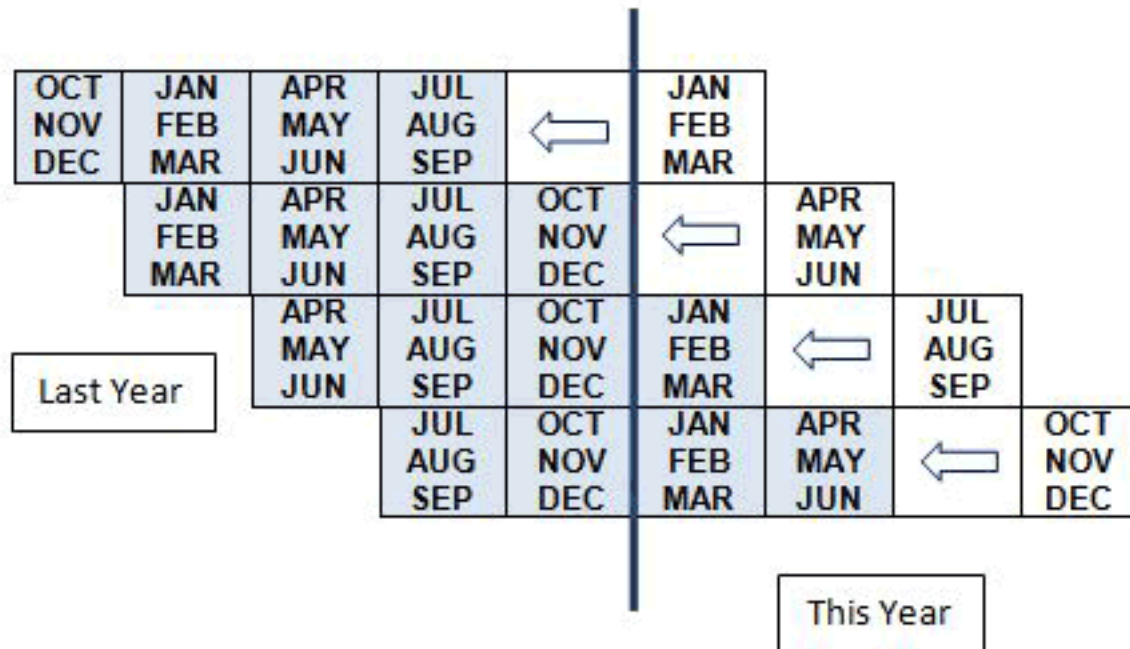 OCT JAN APR JUL JAN
NOV FEB MAY AUG FEB
DEC MAR JUN SEP MAR
JAN APR JUL OCT APR
FEB MAY AUG NOV MAY
MAR JUN SEP DEC JUN
APR JUL OCT JAN JUL
MAY AUG NOV FEB AUG
JUN SEP DEC MAR SEP
Last Year
JUL OCT JAN APR OCT
AUG NOV FEB MAY NOV
SEP DEC MAR JUN DEC
This Year